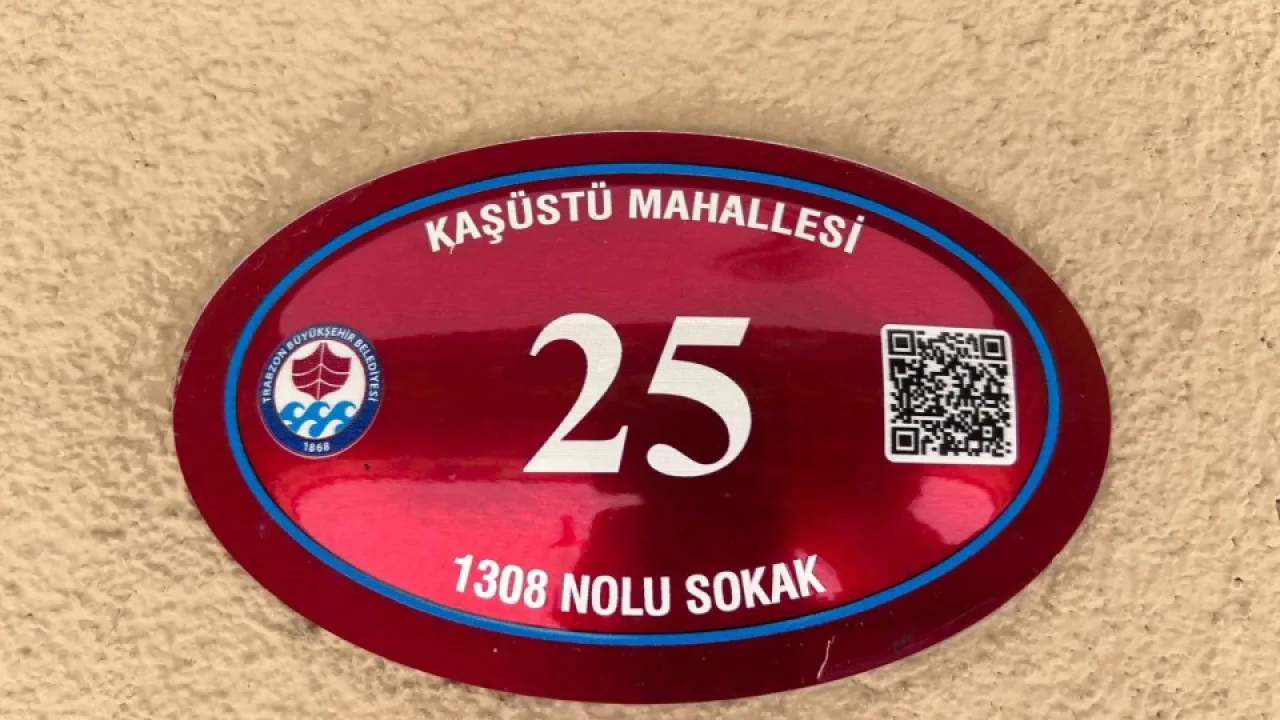 KAŞÜSTÜ MAHALLESİ
TRABZON BÜYÜKŞEHİR BELEDİYESİ
1868
25
1308 NOLU SOKAK